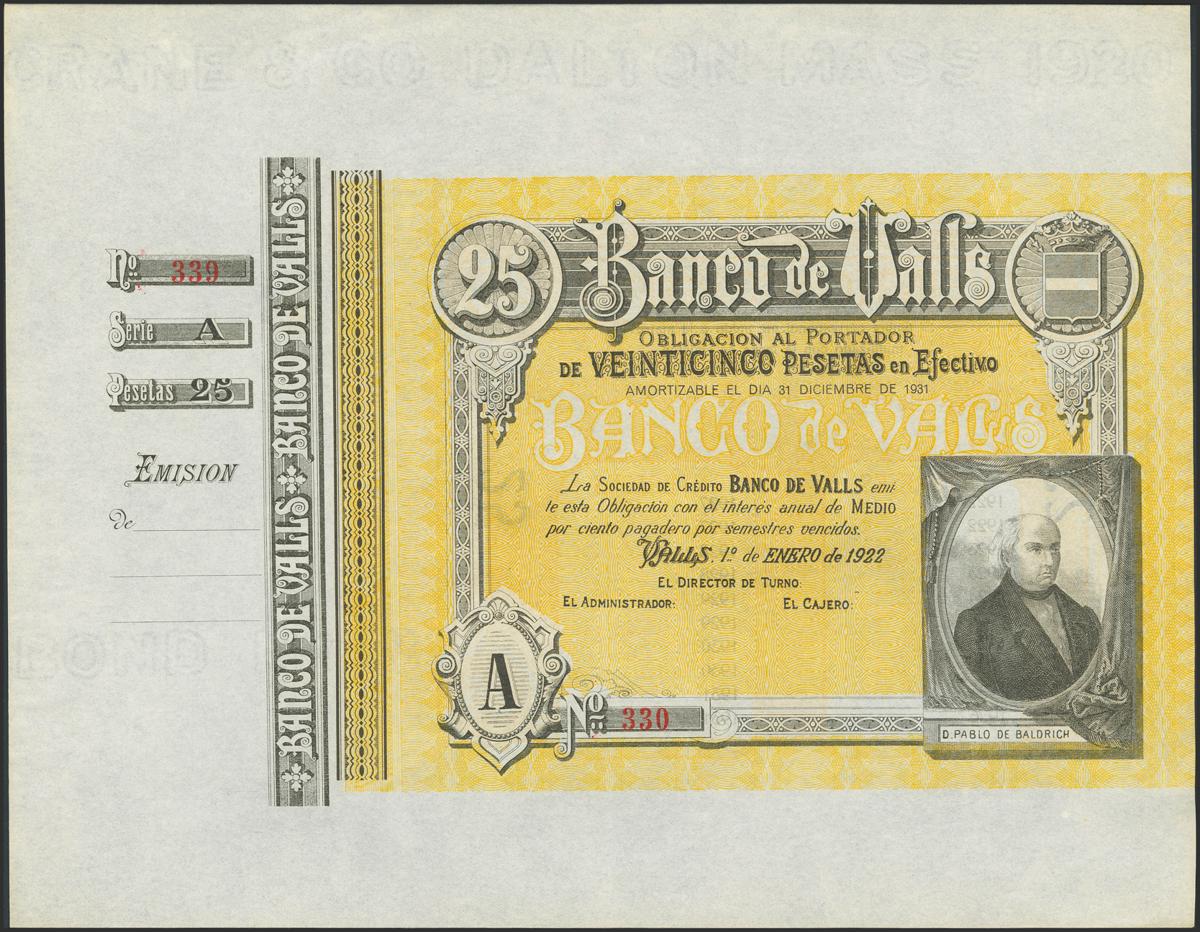 CRANE & CO DALTON MASS 1920
Nº 339
Serie A
Pesetas 25
EMISION
de
BANCO DE VALLS BANCO DE VALLS
25 Banco de Valls
OBLIGACION AL PORTADOR
DE VEINTICINCO PESETAS en Efectivo
AMORTIZABLE EL DIA 31 DICIEMBRE DE 1931
BANCO de VALLS
La SOCIEDAD DE CRÉDITO BANCO DE VALLS emi-
te esta Obligación con el interés anual de MEDIO
por ciento pagadero por semestres vencidos.
VALLS, 1º de ENERO de 1922
EL DIRECTOR DE TURNO:
EL ADMINISTRADOR: EL CAJERO:
A
Nº 330
D. PABLO DE BALDRICH